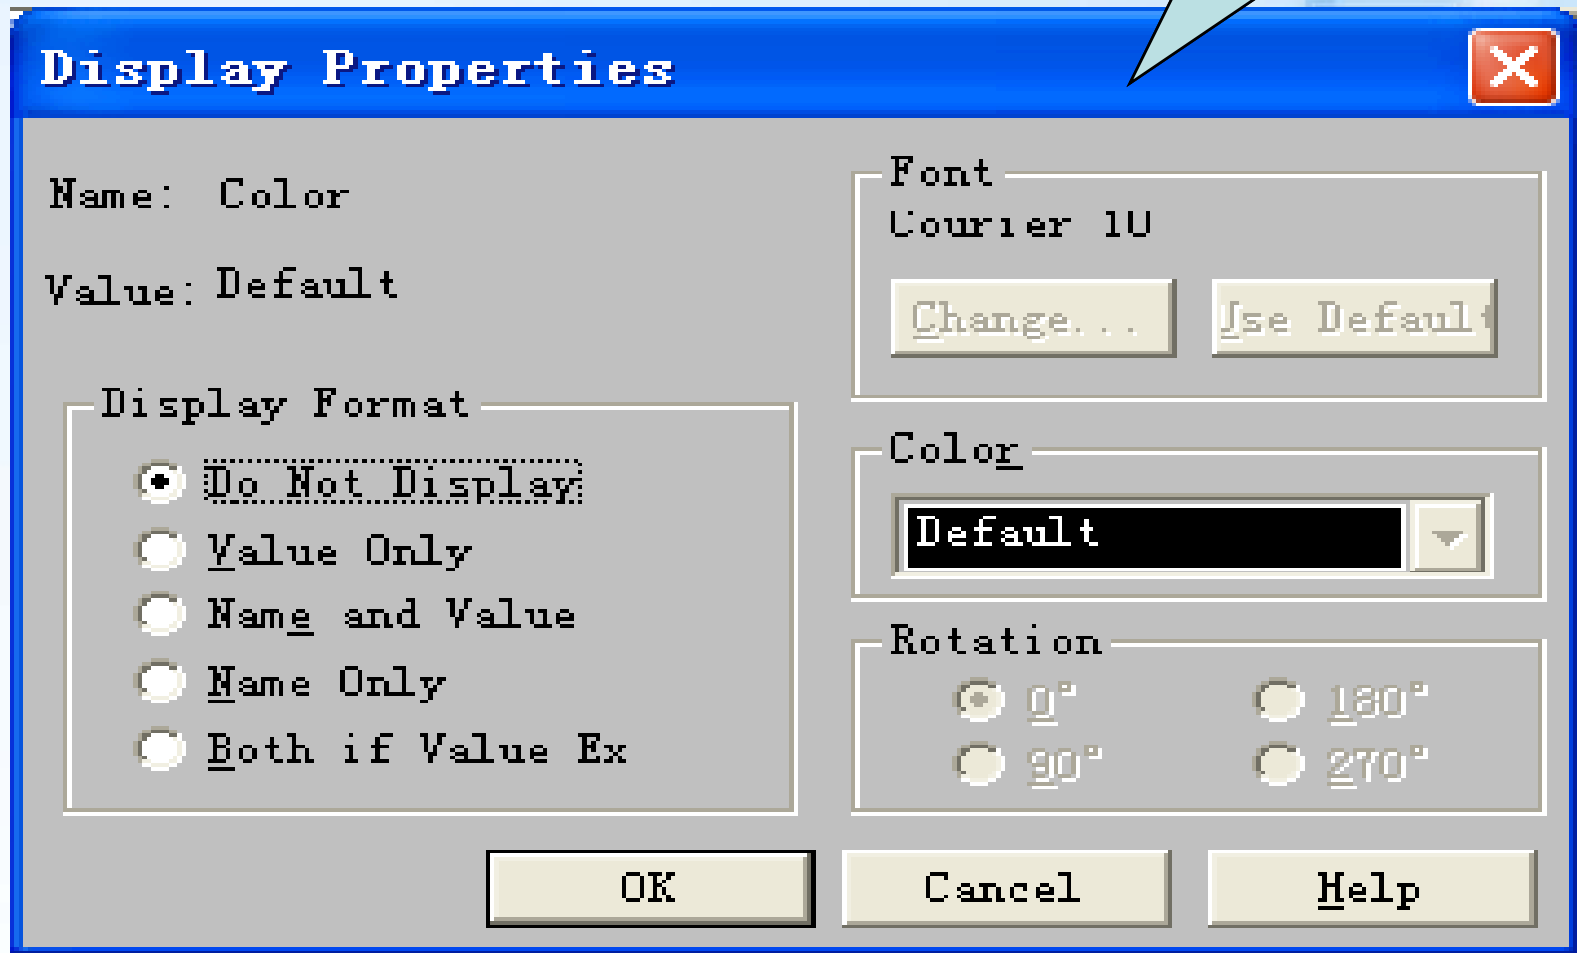 Display Properties
Name: Color
Value: Default
Display Format
Do Not Display
Value Only
Name and Value
Name Only
Both if Value Ex
Font
Courier 10
Change...
Use Default
Color
Default
Rotation
0° 180°
90° 270°
OK Cancel Help